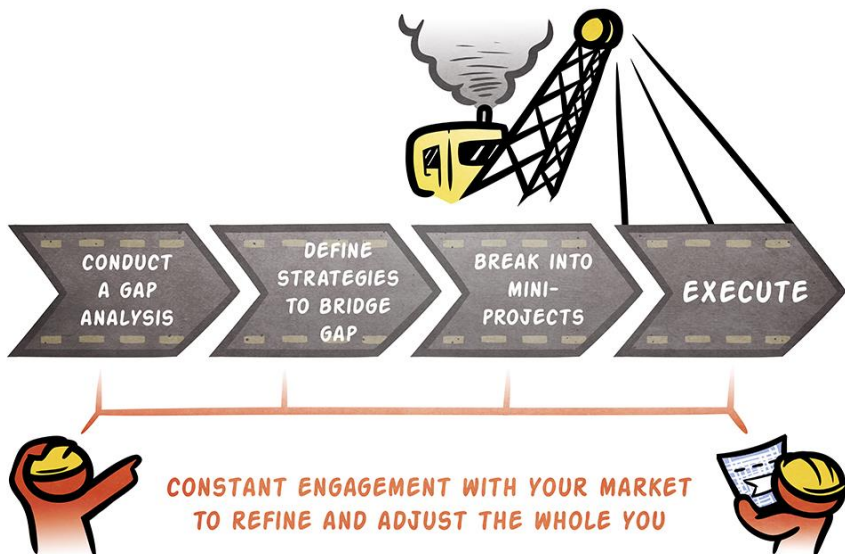 CONDUCT
A GAP
ANALYSIS
DEFINE
STRATEGIES
TO BRIDGE
GAP
BREAK INTO
MINI-
PROJECTS
EXECUTE
CONSTANT ENGAGEMENT WITH YOUR MARKET
TO REFINE AND ADJUST THE WHOLE YOU